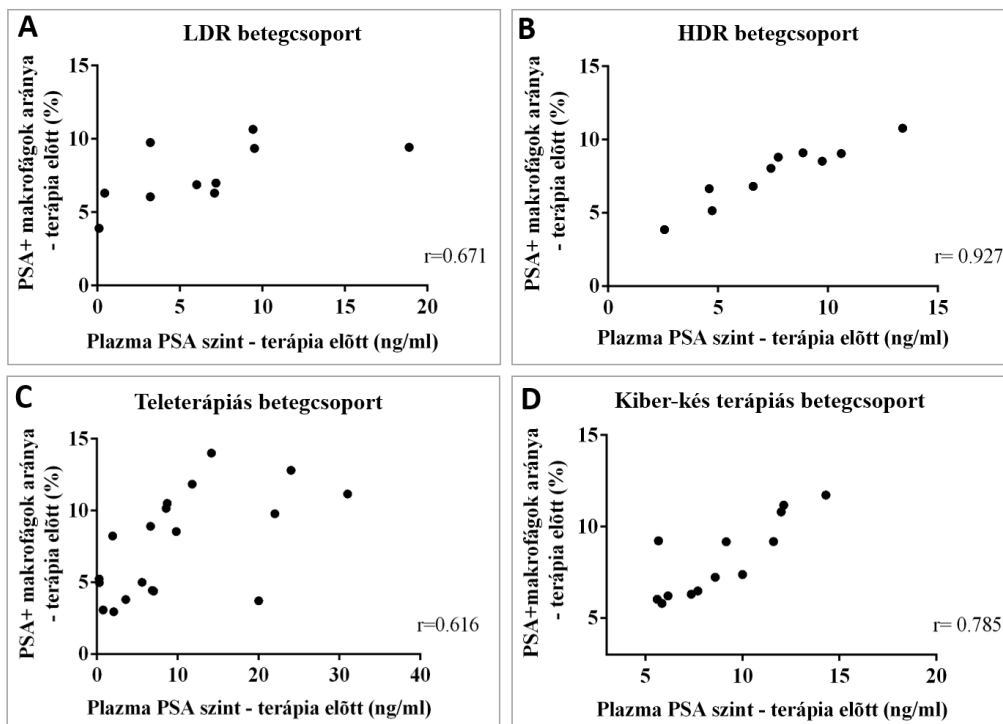 A
LDR betegcsoport
PSA+ makrofágok aránya
- terápia elõtt (%)
15
10
5
0
0 5 10 15 20
r=0.671
Plazma PSA szint - terápia elõtt (ng/ml)
B
HDR betegcsoport
PSA+ makrofágok aránya
- terápia elõtt (%)
15
10
5
0
0 5 10 15
r= 0.927
Plazma PSA szint - terápia elõtt (ng/ml)
C
Teleterápiás betegcsoport
PSA+ makrofágok aránya
- terápia elõtt (%)
15
10
5
0
0 10 20 30 40
r=0.616
Plazma PSA szint - terápia elõtt (ng/ml)
D
Kiber-kés terápiás betegcsoport
PSA+makrofágok aránya
- terápia elõtt (%)
15
10
5
5 10 15 20
r= 0.785
Plazma PSA szint - terápia elõtt (ng/ml)